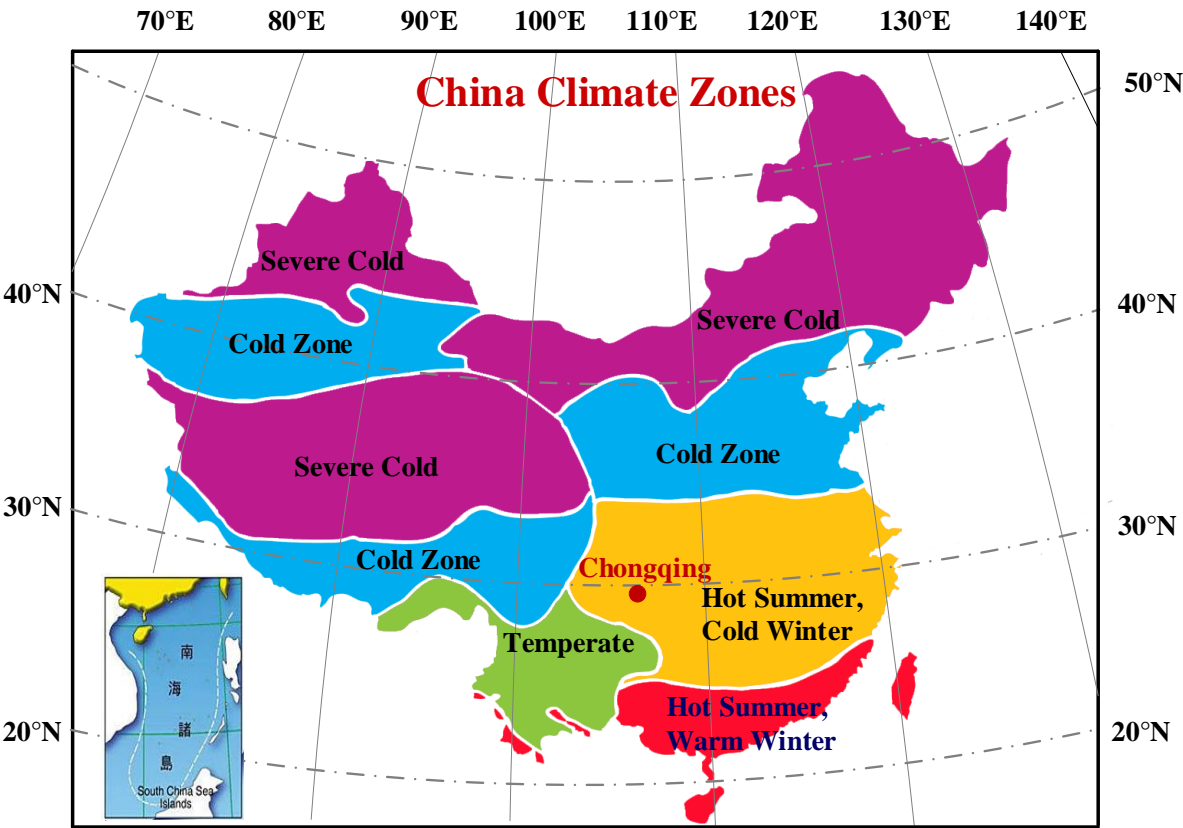 70°E 80°E 90°E 100°E 110°E 120°E 130°E 140°E
China Climate Zones
50°N
Severe Cold
40°N
40°N
Severe Cold
Cold Zone
Cold Zone
Severe Cold
30°N
30°N
Cold Zone
Chongqing
Hot Summer,
Cold Winter
Temperate
南
海
諸
島
South China Sea
Islands
Hot Summer,
Warm Winter
20°N
20°N